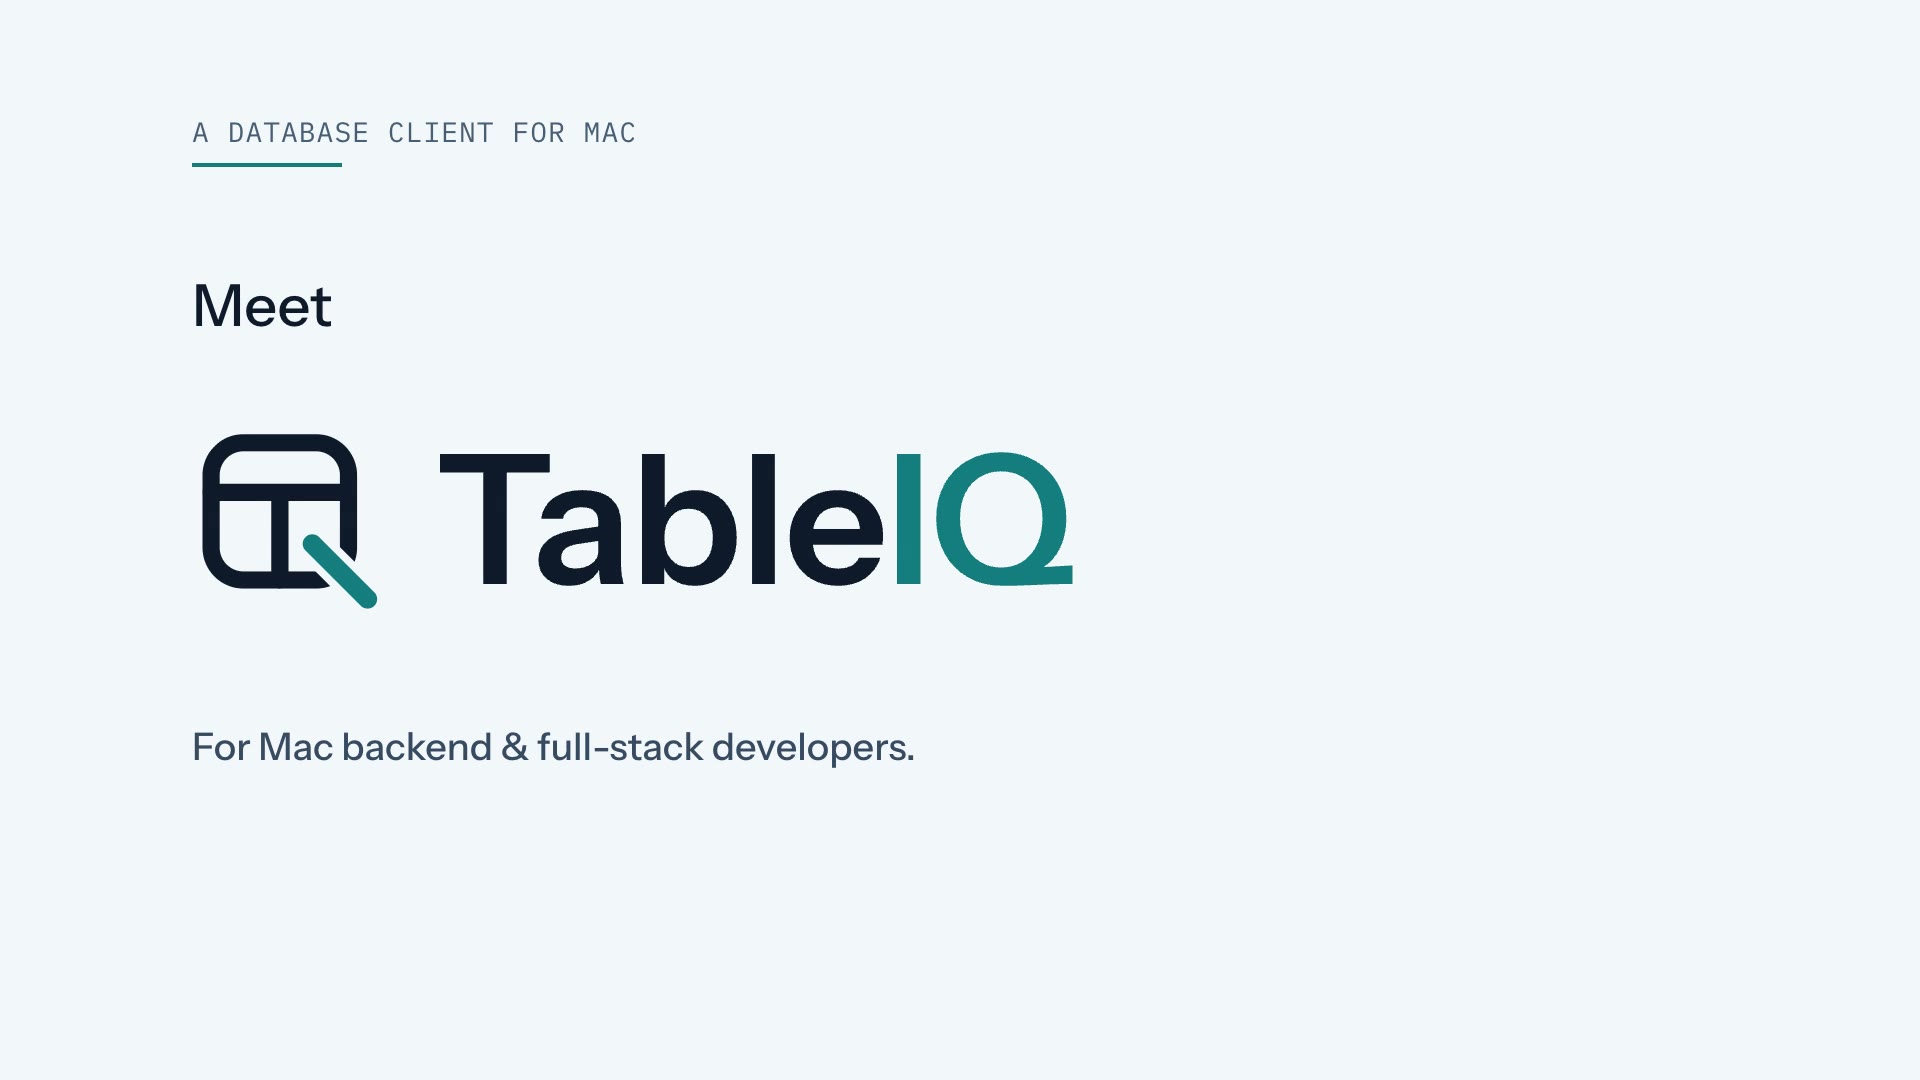 A DATABASE CLIENT FOR MAC
Meet
TableIQ
For Mac backend & full-stack developers.